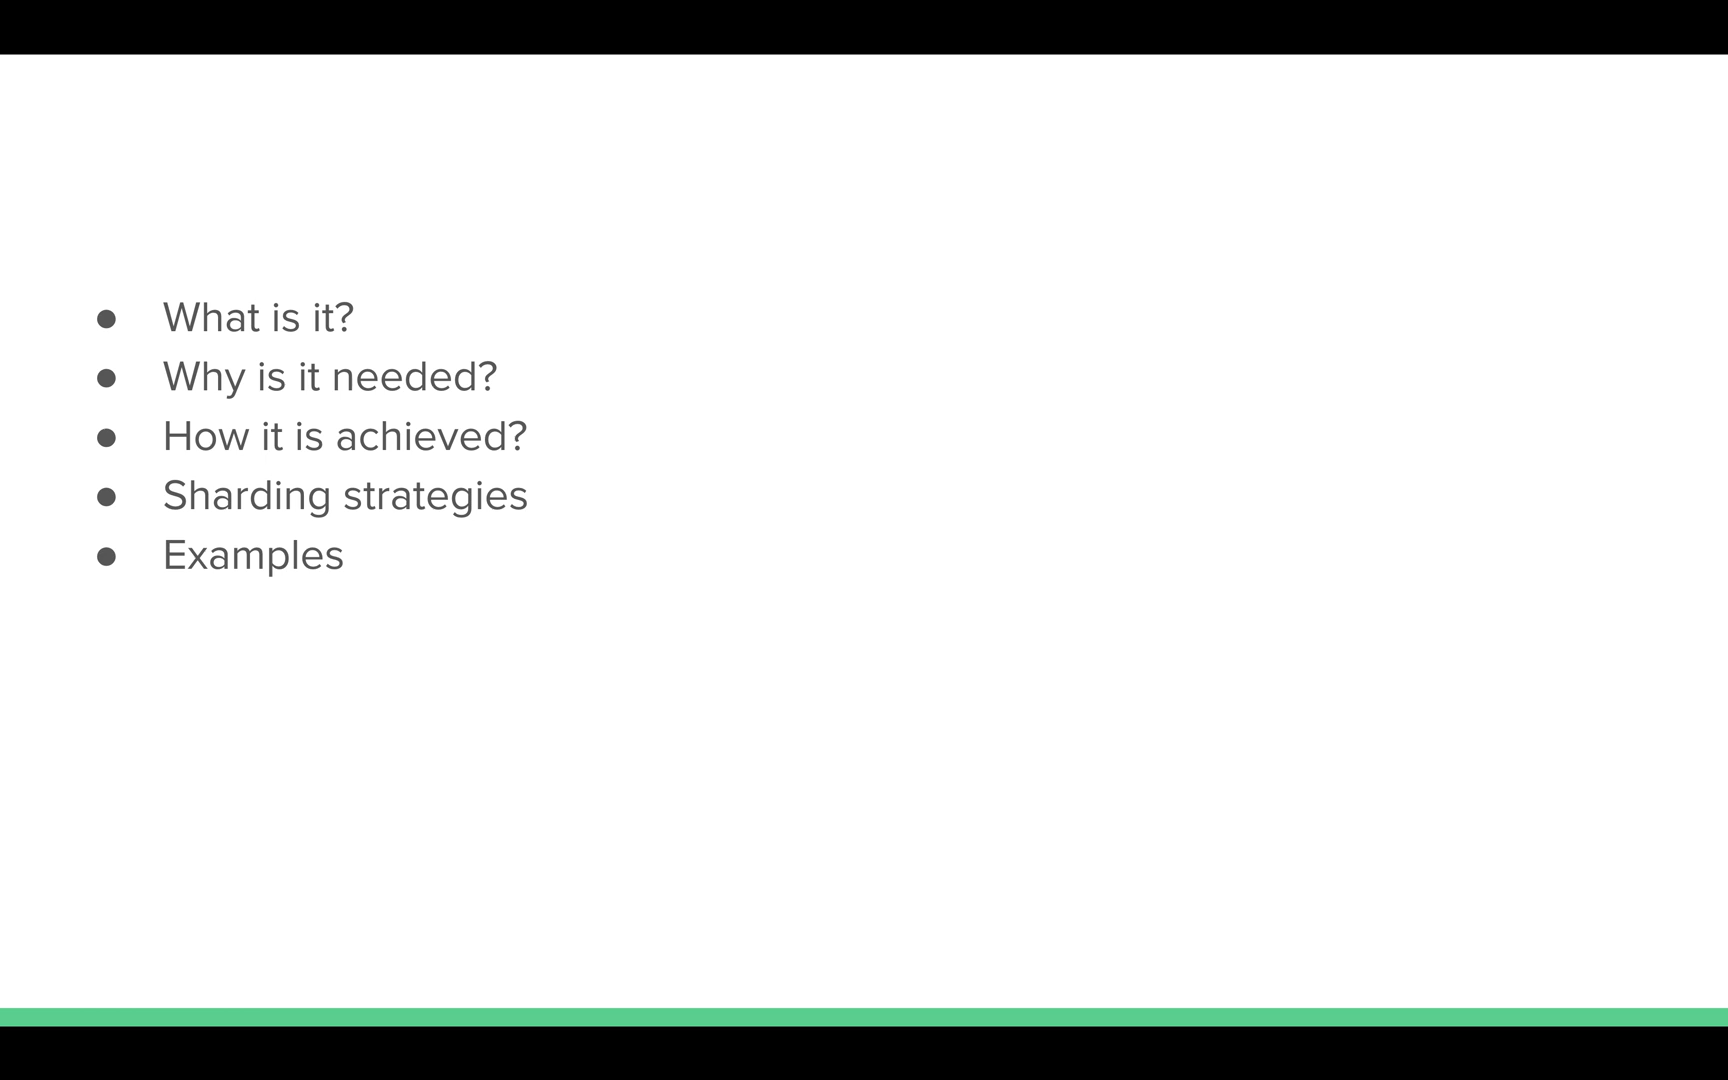 ● What is it?
● Why is it needed?
● How it is achieved?
● Sharding strategies
● Examples